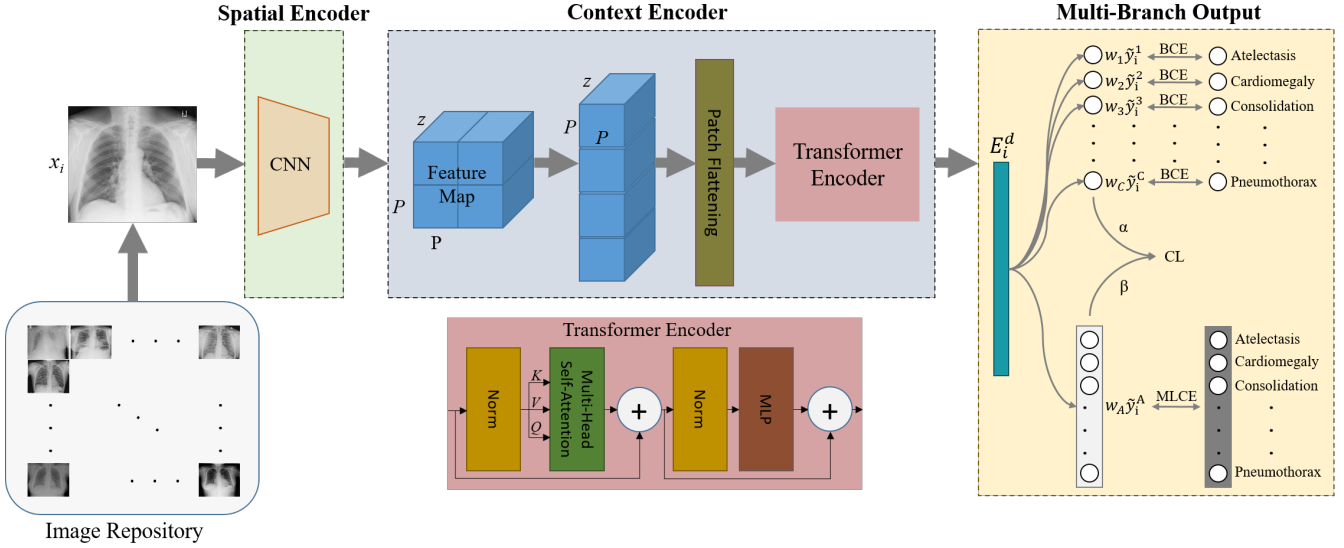 Spatial Encoder
Context Encoder
Multi-Branch Output
x_i
CNN
z
Feature
Map
P
P
z
P
P
Patch Flattening
Transformer
Encoder
E_i^d
w_1ỹ_i^1 BCE Atelectasis
w_2ỹ_i^2 BCE Cardiomegaly
w_3ỹ_i^3 BCE Consolidation
w_Cỹ_i^C BCE Pneumothorax
α
CL
β
Atelectasis
Cardiomegaly
Consolidation
w_Aỹ_i^A MLCE
Pneumothorax
Transformer Encoder
Norm
K
V
Q
Multi-Head
Self-Attention
+
Norm
MLP
+
Image Repository